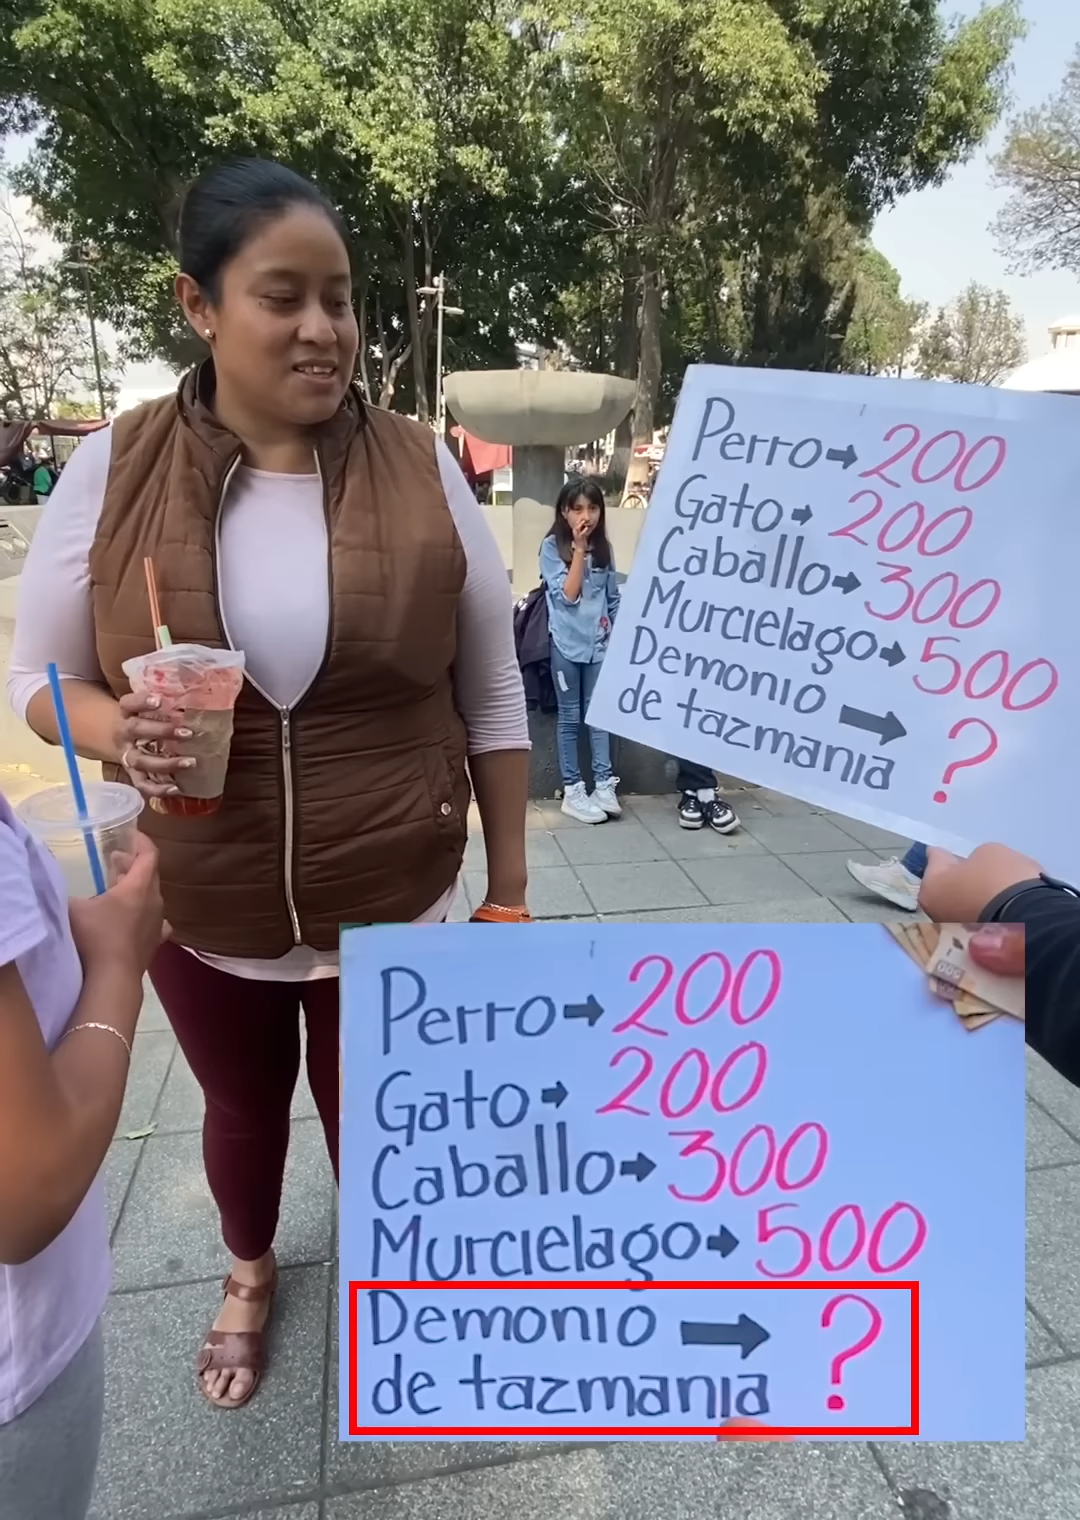 Perro→200
Gato→200
Caballo→300
Murcielago→500
Demonio → ?
de tazmania
Perro→200
Gato→200
Caballo→300
Murcielago→500
Demonio → ?
de tazmania